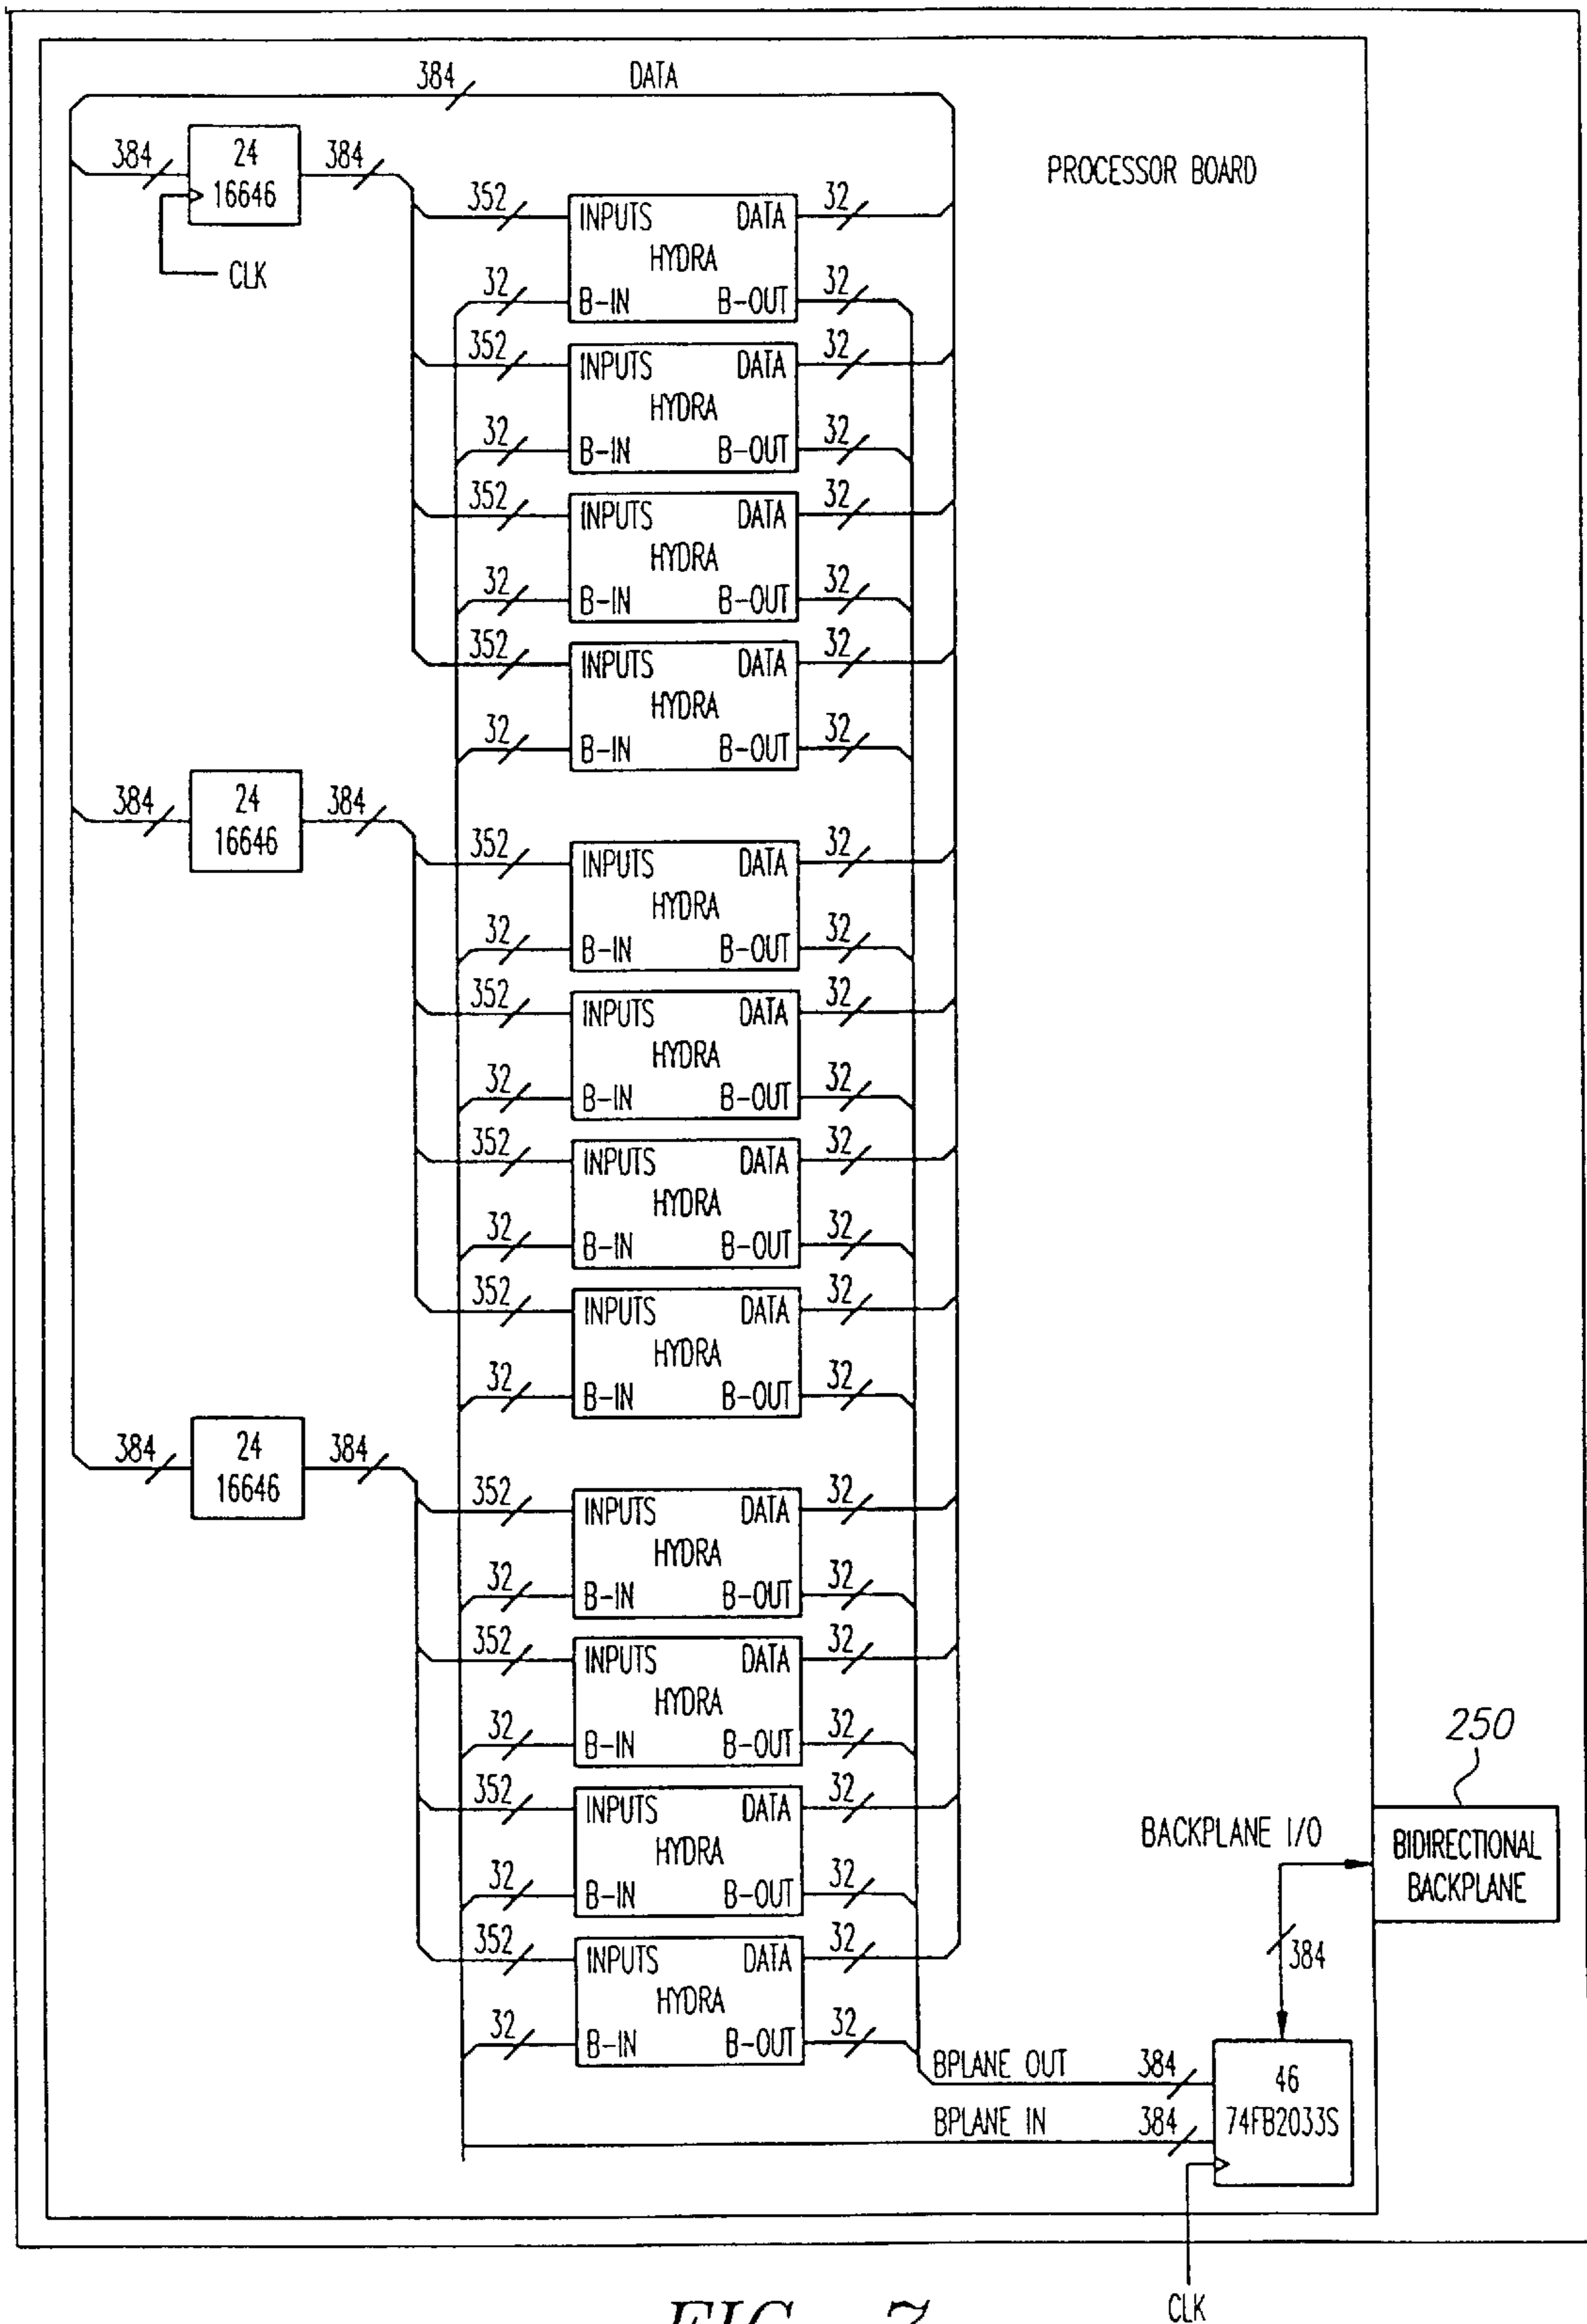 384 DATA
PROCESSOR BOARD
384
24
16646
384
CLK
352
INPUTS DATA
32
HYDRA
32
B-IN B-OUT
32
352
INPUTS DATA
32
HYDRA
32
B-IN B-OUT
32
352
INPUTS DATA
32
HYDRA
32
B-IN B-OUT
32
352
INPUTS DATA
32
HYDRA
32
B-IN B-OUT
32
384
24
16646
384
352
INPUTS DATA
32
HYDRA
32
B-IN B-OUT
32
352
INPUTS DATA
32
HYDRA
32
B-IN B-OUT
32
352
INPUTS DATA
32
HYDRA
32
B-IN B-OUT
32
352
INPUTS DATA
32
HYDRA
32
B-IN B-OUT
32
384
24
16646
384
352
INPUTS DATA
32
HYDRA
32
B-IN B-OUT
32
352
INPUTS DATA
32
HYDRA
32
B-IN B-OUT
32
352
INPUTS DATA
32
HYDRA
32
B-IN B-OUT
32
352
INPUTS DATA
32
HYDRA
32
B-IN B-OUT
32
250
BACKPLANE I/O
BIDIRECTIONAL
BACKPLANE
384
BPLANE OUT 384
BPLANE IN 384
46
74FB2033S
CLK
FIG. 7